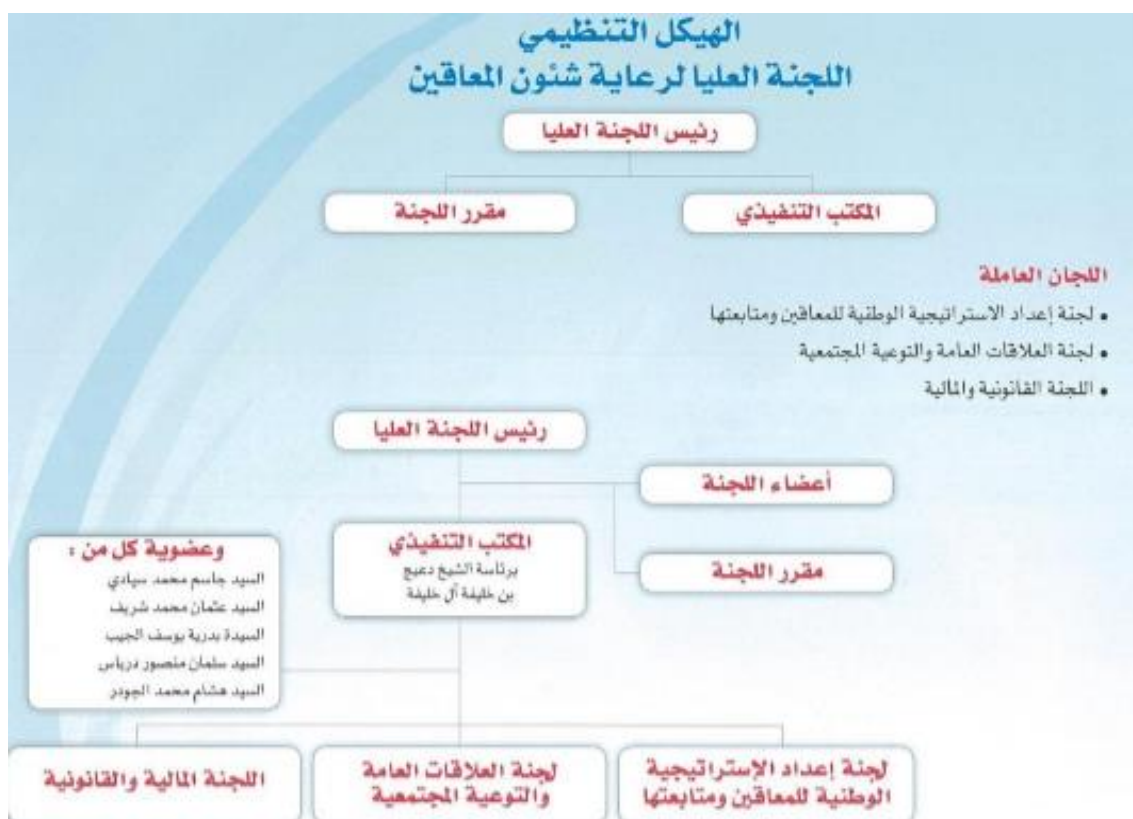 الهيكل التنظيمي
اللجنة العليا لرعاية شئون المعاقين
رئيس اللجنة العليا
المكتب التنفيذي
مقرر اللجنة
اللجان العاملة
• لجنة إعداد الاستراتيجية الوطنية للمعاقين ومتابعتها
• لجنة العلاقات العامة والتوعية المجتمعية
• اللجنة القانونية والمالية
رئيس اللجنة العليا
أعضاء اللجنة
مقرر اللجنة
المكتب التنفيذي
برئاسة الشيخ دعيج
بن خليفة آل خليفة
وعضوية كل من :
السيد جاسم محمد سيادي
السيد عثمان محمد شريف
السيدة بدرية يوسف الجيب
السيد سلمان منصور درباس
السيد هشام محمد الجودر
لجنة إعداد الإستراتيجية
الوطنية للمعاقين ومتابعتها
لجنة العلاقات العامة
والتوعية المجتمعية
اللجنة المالية والقانونية